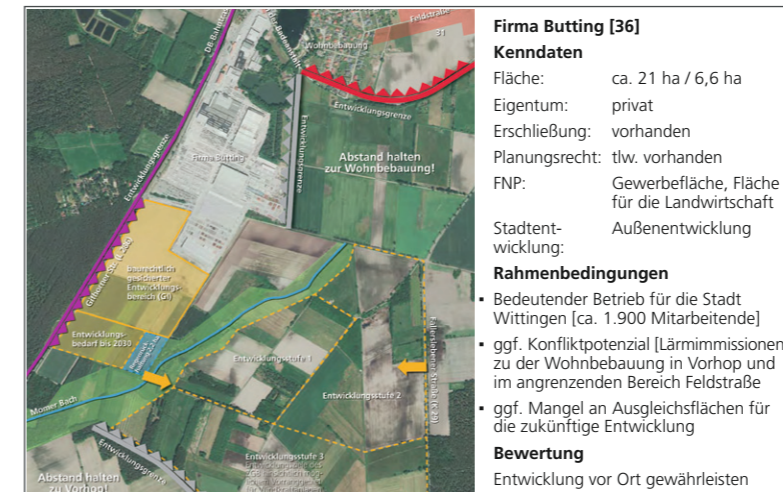 DB Bahnstr.
Wohnbebauung
Feldstraße
31
Entwicklungsgrenze
Entwicklungsgrenze
Entwicklungsgrenze
Firma Butting
Abstand halten
zur Wohnbebauung!
baurechtlich
gesicherter
Entwicklungs-
bereich (GI)
Entwicklungs-
bedarf bis 2030
Entwicklungsstufe 1
Entwicklungsstufe 2
Momer Bach
Entwicklungsgrenze
Entwicklungsstufe 3
Abstand halten
zu Vorhop!
Firma Butting [36]
Kenndaten
Fläche: ca. 21 ha / 6,6 ha
Eigentum: privat
Erschließung: vorhanden
Planungsrecht: tlw. vorhanden
FNP: Gewerbefläche, Fläche
für die Landwirtschaft
Stadtent- Außenentwicklung
wicklung:
Rahmenbedingungen
▪ Bedeutender Betrieb für die Stadt
Wittingen [ca. 1.900 Mitarbeitende]
▪ ggf. Konfliktpotenzial [Lärmimmissionen
zu der Wohnbebauung in Vorhop und
im angrenzenden Bereich Feldstraße
▪ ggf. Mangel an Ausgleichsflächen für
die zukünftige Entwicklung
Bewertung
Entwicklung vor Ort gewährleisten